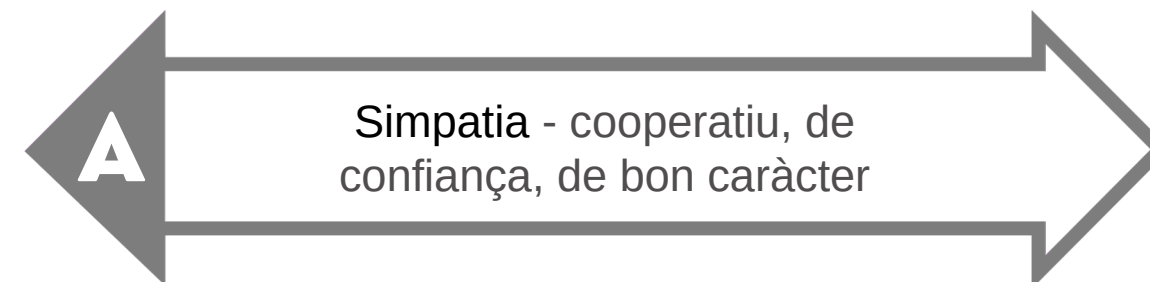 A
Simpatia - cooperatiu, de
confiança, de bon caràcter